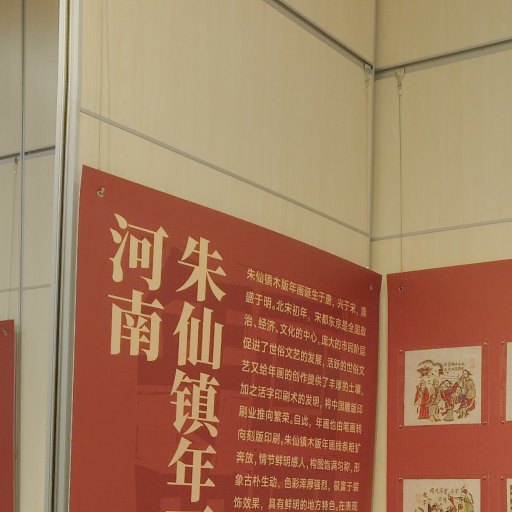 河南
朱仙镇年
朱仙镇木版年画诞生于唐，兴于宋，鼎
盛于明。北宋初年，宋都东京是全国政
治、经济、文化的中心，庞大的市民阶层
促进了世俗文艺的发展，活跃的世俗文
艺又给年画的创作提供了丰厚的土壤，
加之活字印刷术的发明，将中国雕版印
刷业推向繁荣。自此，年画也由笔画转
向刻版印刷。朱仙镇木版年画线条粗犷
奔放，情节鲜明感人，构图饱满匀称，形
象古朴生动，色彩浑厚强烈，极富于装
饰效果，具有鲜明的地方特色。在表现